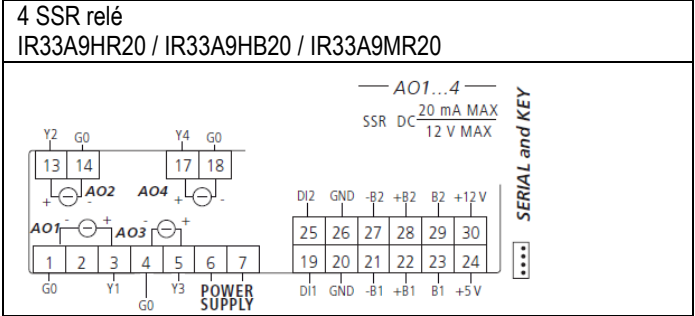 4 SSR relé
IR33A9HR20 / IR33A9HB20 / IR33A9MR20
AO1...4
SSR DC 20 mA MAX
12 V MAX
SERIAL and KEY
Y2 G0 Y4 G0
13 14 17 18
+ - AO2 AO4 + -
DI2 GND -B2 +B2 B2 +12 V
AO1 - + AO3 - +
25 26 27 28 29 30
1 2 3 4 5 6 7 19 20 21 22 23 24
G0 Y1 G0 Y3 POWER SUPPLY DI1 GND -B1 +B1 B1 +5 V